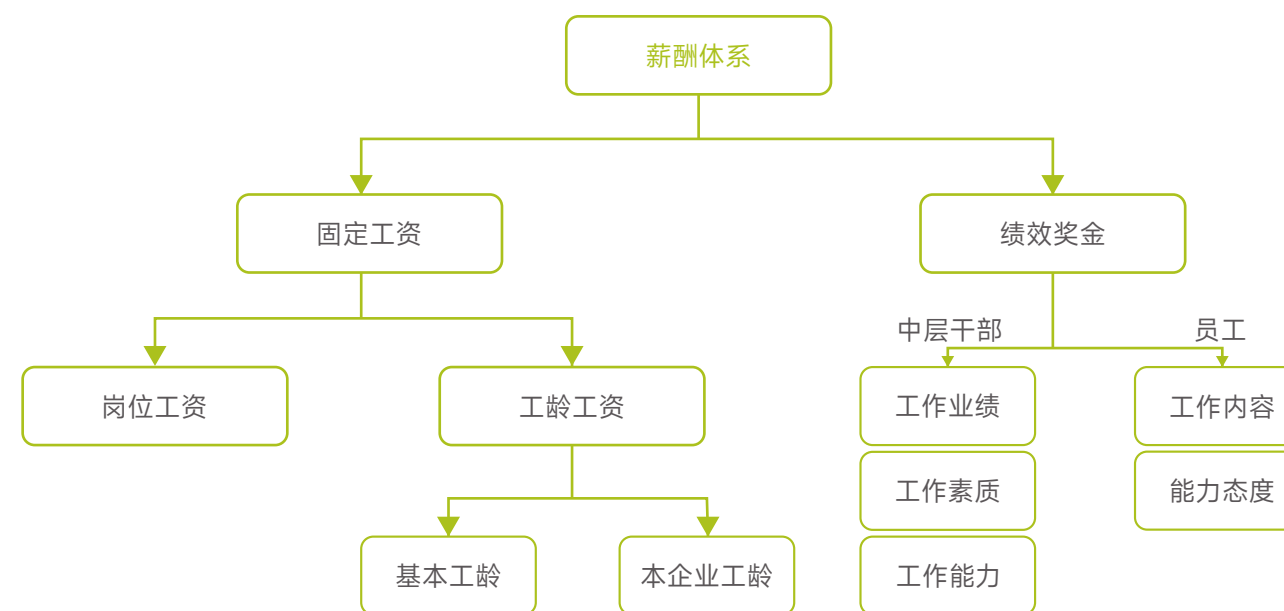 薪酬体系
固定工资
绩效奖金
中层干部
员工
岗位工资
工龄工资
工作业绩
工作内容
工作素质
能力态度
基本工龄
本企业工龄
工作能力